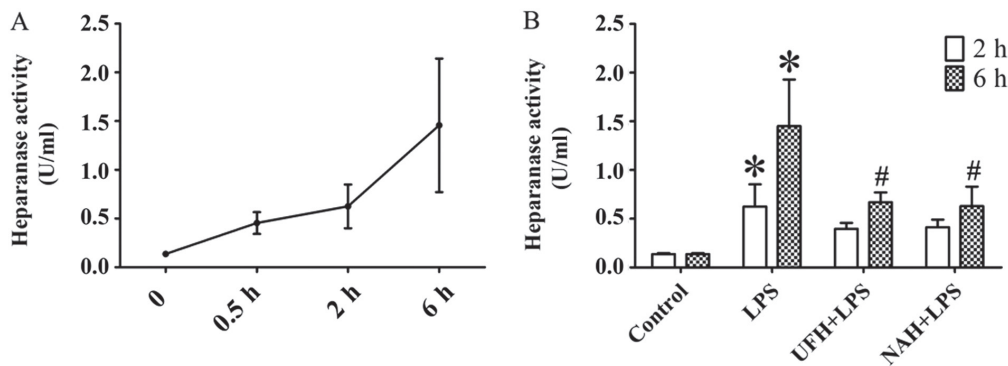 A
Heparanase activity
(U/ml)
2.5
2.0
1.5
1.0
0.5
0.0
0
0.5 h
2 h
6 h
B
Heparanase activity
(U/ml)
2.5
2.0
1.5
1.0
0.5
0.0
*
*
#
#
2 h
6 h
Control
LPS
UFH+LPS
NAH+LPS